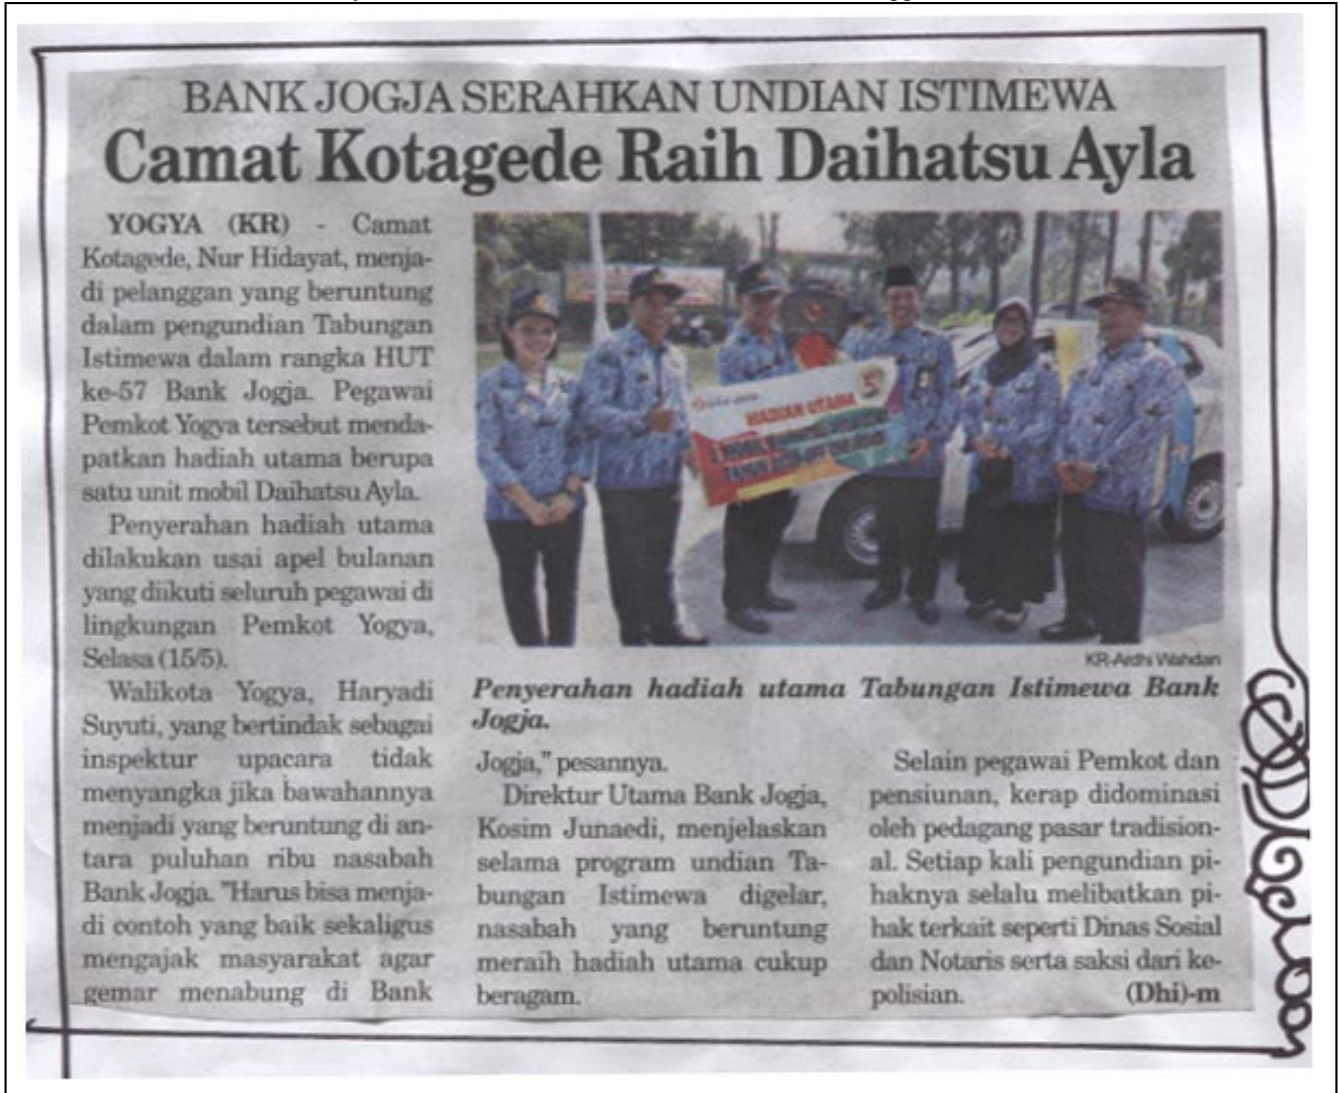 BANK JOGJA SERAHKAN UNDIAN ISTIMEWA
Camat Kotagede Raih Daihatsu Ayla
YOGYA (KR) - Camat
Kotagede, Nur Hidayat, menja-
di pelanggan yang beruntung
dalam pengundian Tabungan
Istimewa dalam rangka HUT
ke-57 Bank Jogja. Pegawai
Pemkot Yogya tersebut menda-
patkan hadiah utama berupa
satu unit mobil Daihatsu Ayla.
Penyerahan hadiah utama
dilakukan usai apel bulanan
yang diikuti seluruh pegawai di
lingkungan Pemkot Yogya,
Selasa (15/5).
Walikota Yogya, Haryadi
Suyuti, yang bertindak sebagai
inspektur upacara tidak
menyangka jika bawahannya
menjadi yang beruntung di an-
tara puluhan ribu nasabah
Bank Jogja. "Harus bisa menja-
di contoh yang baik sekaligus
mengajak masyarakat agar
gemar menabung di Bank
HADIAH UTAMA
KR-Ardhi Wahdan
Penyerahan hadiah utama Tabungan Istimewa Bank
Jogja.
Jogja," pesannya.
Direktur Utama Bank Jogja,
Kosim Junaedi, menjelaskan
selama program undian Ta-
bungan Istimewa digelar,
nasabah yang beruntung
meraih hadiah utama cukup
beragam.
Selain pegawai Pemkot dan
pensiunan, kerap didominasi
oleh pedagang pasar tradision-
al. Setiap kali pengundian pi-
haknya selalu melibatkan pi-
hak terkait seperti Dinas Sosial
dan Notaris serta saksi dari ke-
polisian. (Dhi)-m